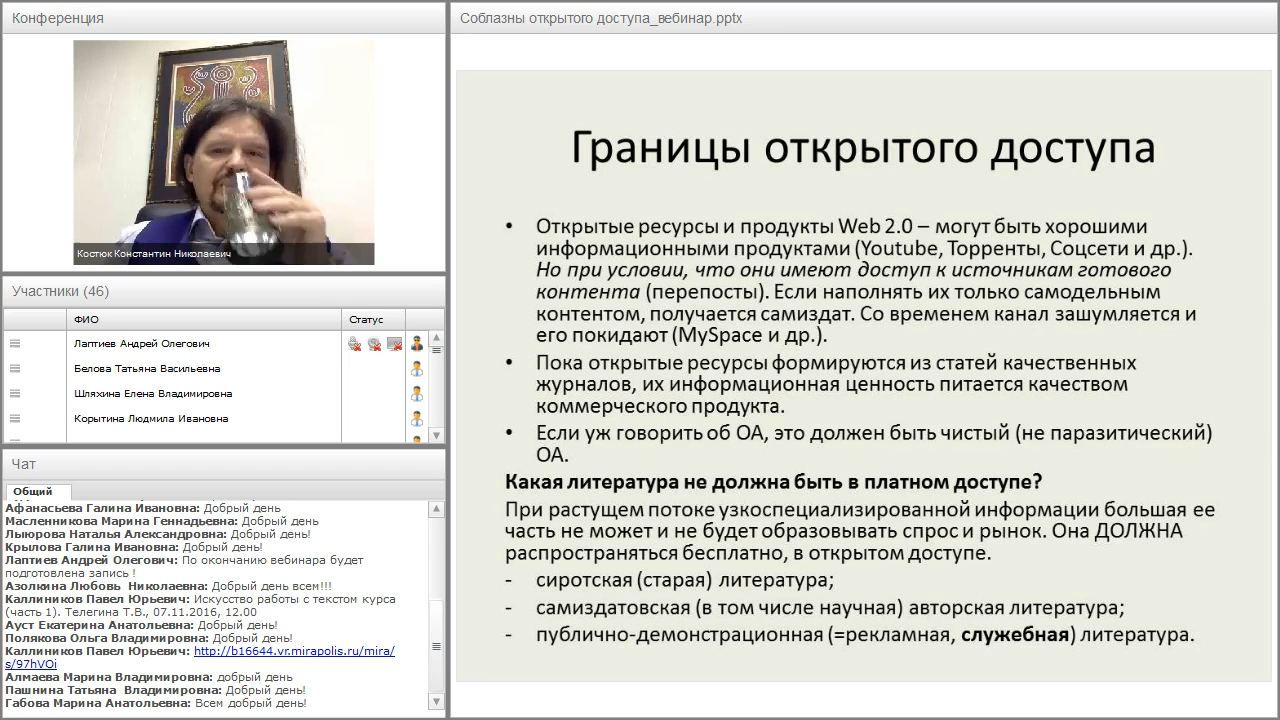 Конференция
Костюк Константин Николаевич
Участники (46)
ФИО
Статус
Лаптиев Андрей Олегович
Белова Татьяна Васильевна
Шляхина Елена Владимировна
Корытина Людмила Ивановна
Чат
Общий
Афанасьева Галина Ивановна: Добрый день
Масленникова Марина Геннадьевна: Добрый день
Лыюрова Наталья Александровна: Добрый день!
Крылова Галина Ивановна: Добрый день!
Лаптиев Андрей Олегович: По окончанию вебинара будет
подготовлена запись !
Азолкина Любовь Николаевна: Добрый день всем!!!
Каллиников Павел Юрьевич: Искусство работы с текстом курса
(часть 1). Телегина Т.В., 07.11.2016, 12.00
Ауст Екатерина Анатольевна: Добрый день!
Полякова Ольга Владимировна: Добрый день!
Каллиников Павел Юрьевич: http://b16644.vr.mirapolis.ru/mira/
s/97hVOi
Алмаева Марина Владимировна: добрый день
Пашнина Татьяна Владимировна: Добрый день!
Габова Марина Анатольевна: Всем добрый день!
Соблазны открытого доступа_вебинар.pptx
Границы открытого доступа
• Открытые ресурсы и продукты Web 2.0 – могут быть хорошими
информационными продуктами (Youtube, Торренты, Соцсети и др.).
Но при условии, что они имеют доступ к источникам готового
контента (перепосты). Если наполнять их только самодельным
контентом, получается самиздат. Со временем канал зашумляется и
его покидают (MySpace и др.).
• Пока открытые ресурсы формируются из статей качественных
журналов, их информационная ценность питается качеством
коммерческого продукта.
• Если уж говорить об ОА, это должен быть чистый (не паразитический)
ОА.
Какая литература не должна быть в платном доступе?
При растущем потоке узкоспециализированной информации большая ее
часть не может и не будет образовывать спрос и рынок. Она ДОЛЖНА
распространяться бесплатно, в открытом доступе.
- сиротская (старая) литература;
- самиздатовская (в том числе научная) авторская литература;
- публично-демонстрационная (=рекламная, служебная) литература.